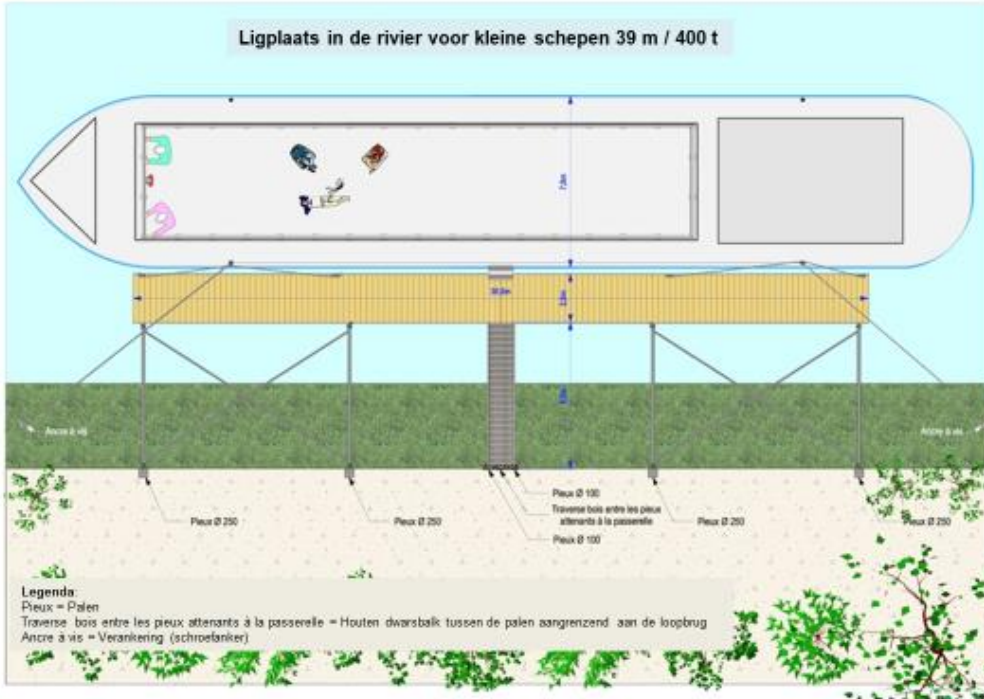 Ligplaats in de rivier voor kleine schepen 39 m / 400 t
Ancre à vis
Ancre à vis
Pieux Ø 100
Traverse bois entre les pieux
attenants à la passerelle
Pieux Ø 100
Pieux Ø 250
Pieux Ø 250
Pieux Ø 250
Pieux Ø 250
Legenda:
Pieux = Palen
Traverse bois entre les pieux attenants à la passerelle = Houten dwarsbalk tussen de palen aangrenzend aan de loopbrug
Ancre à vis = Verankering (schroefanker)